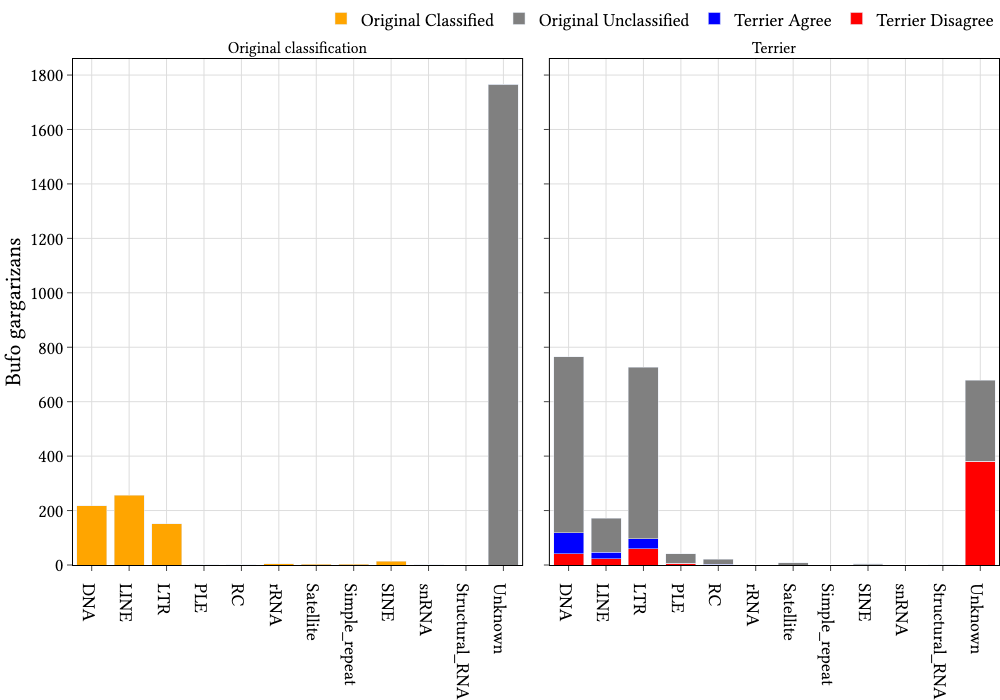 Original Classified Original Unclassified Terrier Agree Terrier Disagree
Original classification Terrier
Bufo gargarizans
1800
1600
1400
1200
1000
800
600
400
200
0
DNA LINE LTR PLE RC rRNA Satellite Simple_repeat SINE snRNA Structural_RNA Unknown
DNA LINE LTR PLE RC rRNA Satellite Simple_repeat SINE snRNA Structural_RNA Unknown